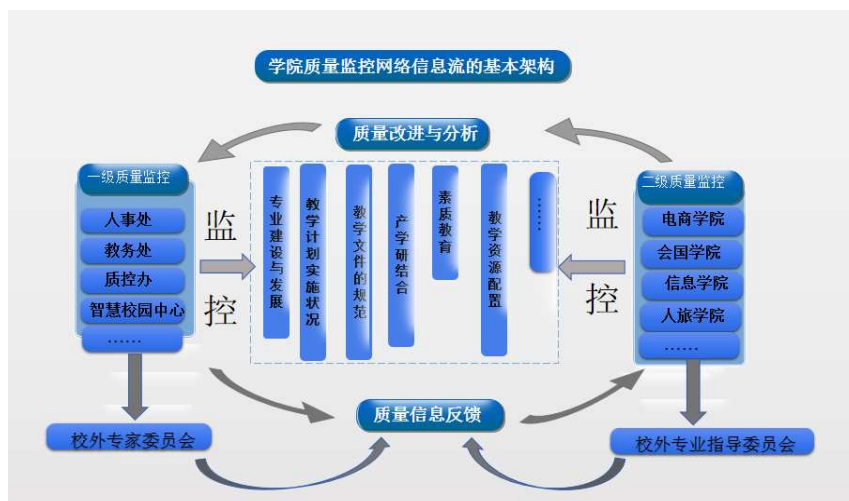 学院质量监控网络信息流的基本架构
质量改进与分析
一级质量监控
人事处
教务处
质控办
智慧校园中心
……
监控
专业建设与发展
教学计划实施状况
教学文件的规范
产学研结合
素质教育
教学资源配置
……
监控
二级质量监控
电商学院
会国学院
信息学院
人旅学院
……
质量信息反馈
校外专家委员会
校外专业指导委员会